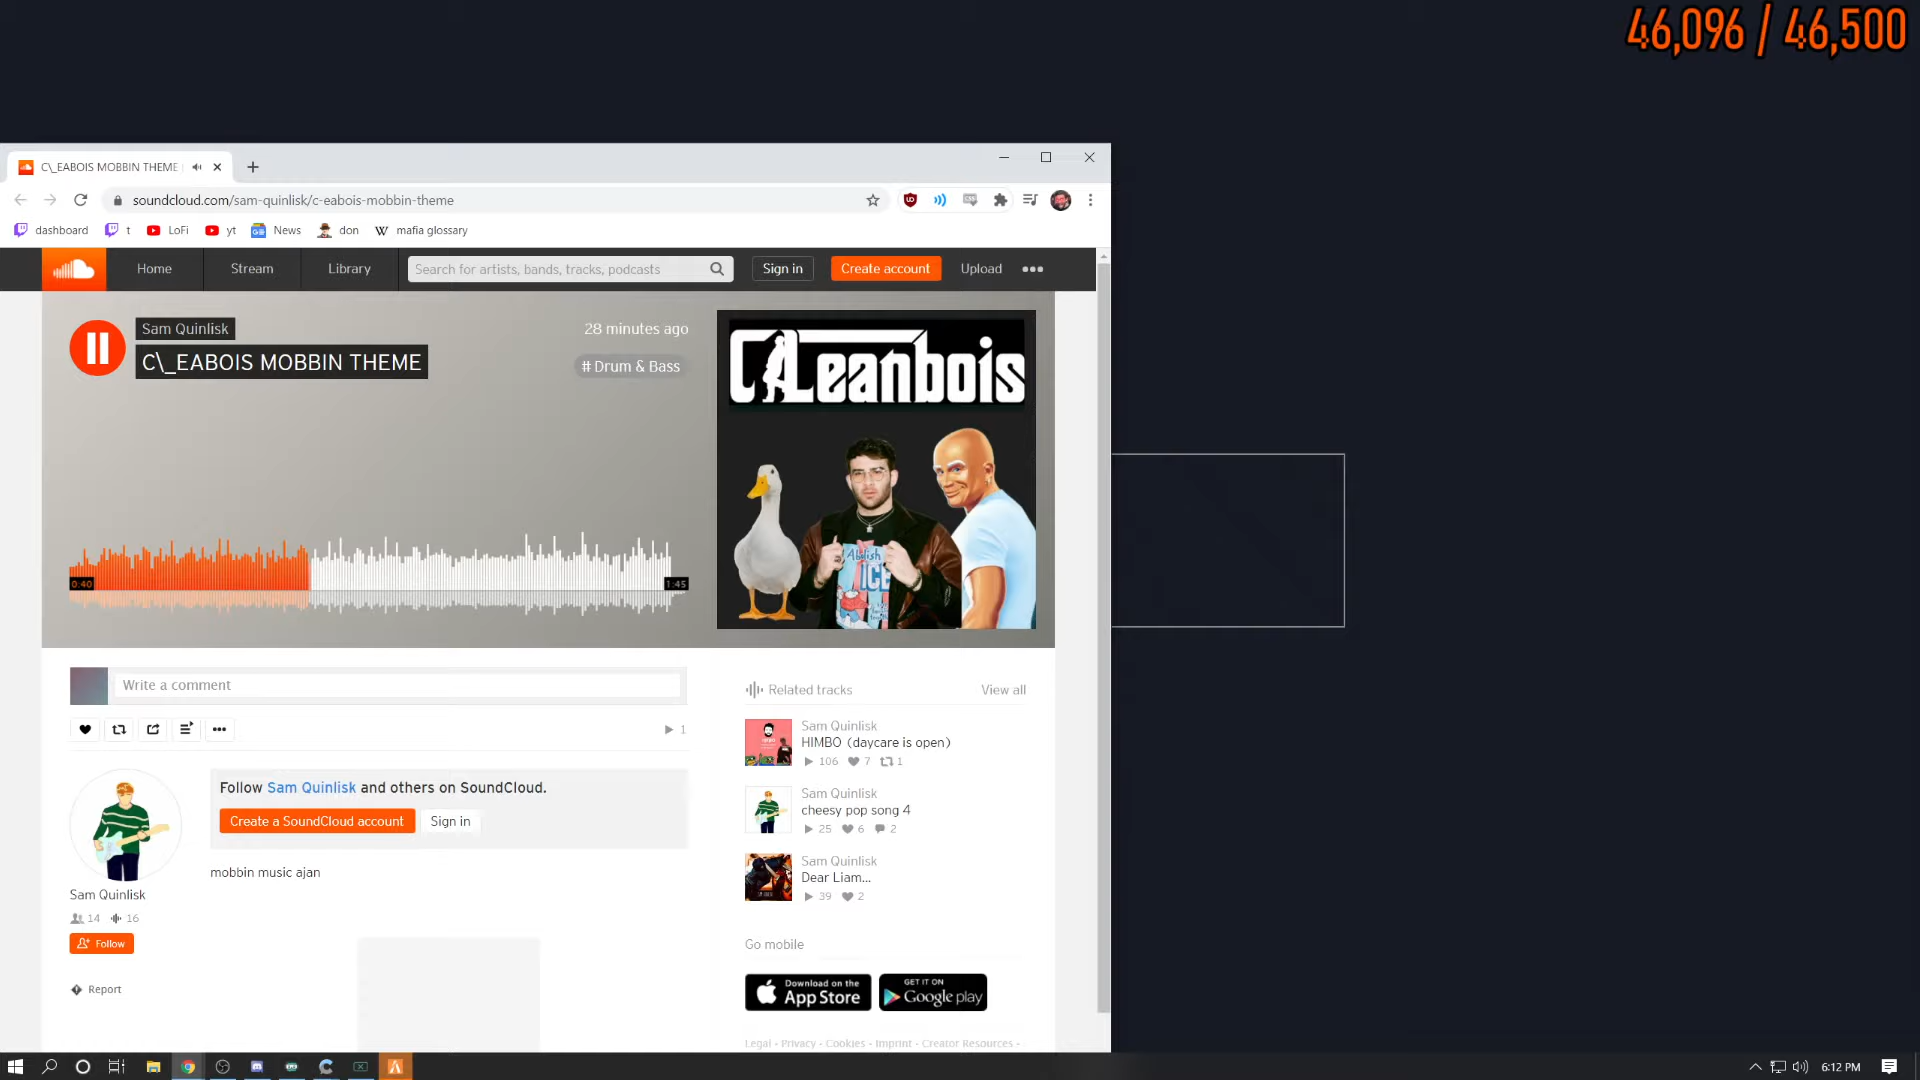 46,096 / 46,500
C\_EABOIS MOBBIN THEME
soundcloud.com/sam-quinlisk/c-eabois-mobbin-theme
dashboard t LoFi yt News don mafia glossary
Home Stream Library Search for artists, bands, tracks, podcasts Sign in Create account Upload
Sam Quinlisk
28 minutes ago
C\_EABOIS MOBBIN THEME
# Drum & Bass
CLeanbois
Abolish
ICE
0:40
1:45
Write a comment
1
Related tracks View all
Sam Quinlisk
HIMBO (daycare is open)
106 7 1
Sam Quinlisk
cheesy pop song 4
25 6 2
Sam Quinlisk
Dear Liam...
39 2
Follow Sam Quinlisk and others on SoundCloud.
Create a SoundCloud account Sign in
mobbin music ajan
Sam Quinlisk
14 16
Follow
Report
Go mobile
Download on the
App Store
GET IT ON
Google play
Legal - Privacy - Cookies - Imprint - Creator Resources -
6:12 PM